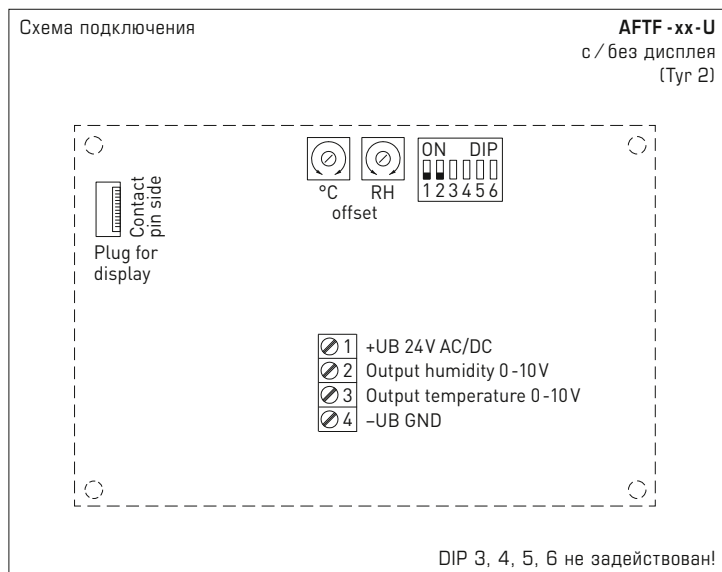 Схема подключения
AFTF -xx-U
с / без дисплея
(Tyr 2)
ON DIP
1 2 3 4 5 6
°C RH
offset
Contact
pin side
Plug for
display
1 +UB 24V AC/DC
2 Output humidity 0 -10V
3 Output temperature 0 -10V
4 –UB GND
DIP 3, 4, 5, 6 не задействован!